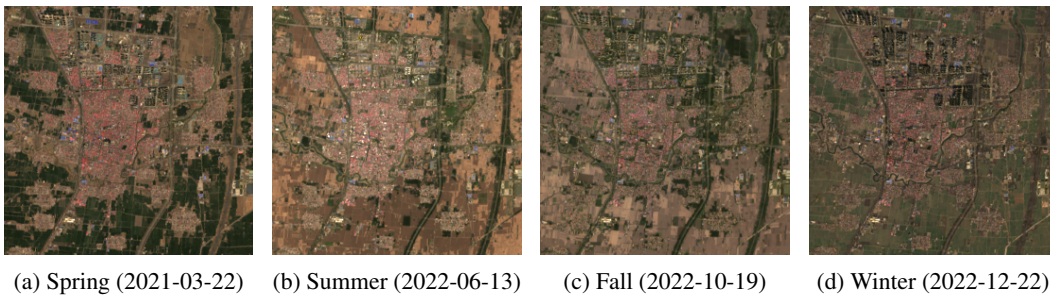 (a) Spring (2021-03-22)
(b) Summer (2022-06-13)
(c) Fall (2022-10-19)
(d) Winter (2022-12-22)